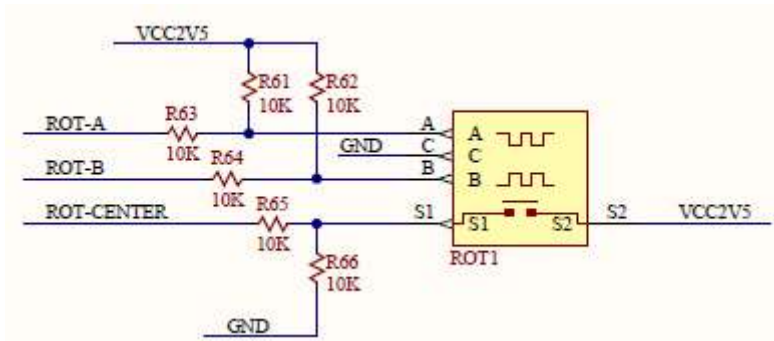 VCC2V5
R61
10K
R62
10K
R63
10K
ROT-A
A
A
GND
C
C
R64
10K
ROT-B
B
B
ROT-CENTER
R65
10K
S1
S1
S2
S2
VCC2V5
R66
10K
ROT1
GND